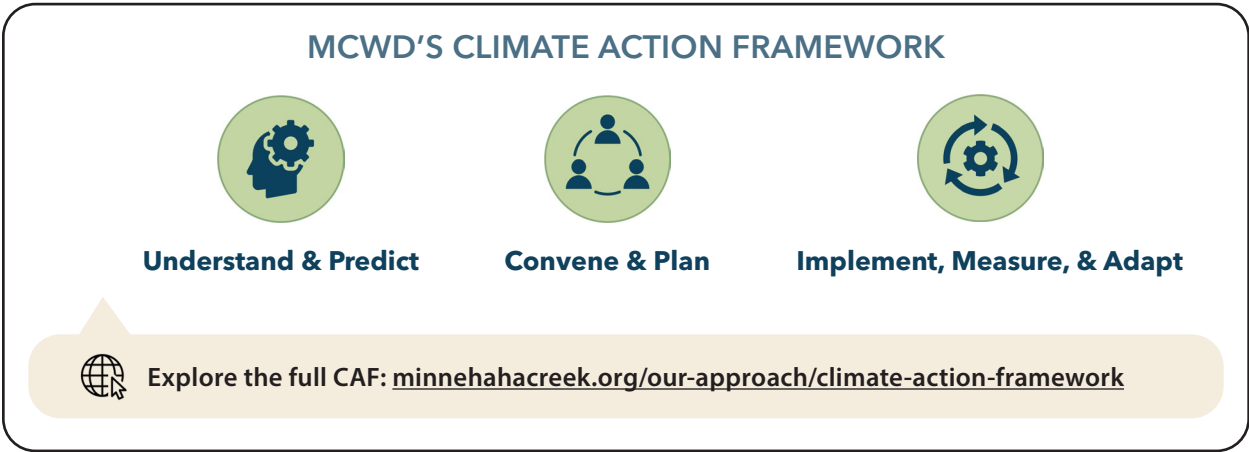 MCWD'S CLIMATE ACTION FRAMEWORK
Understand & Predict
Convene & Plan
Implement, Measure, & Adapt
Explore the full CAF: minnehahacreek.org/our-approach/climate-action-framework